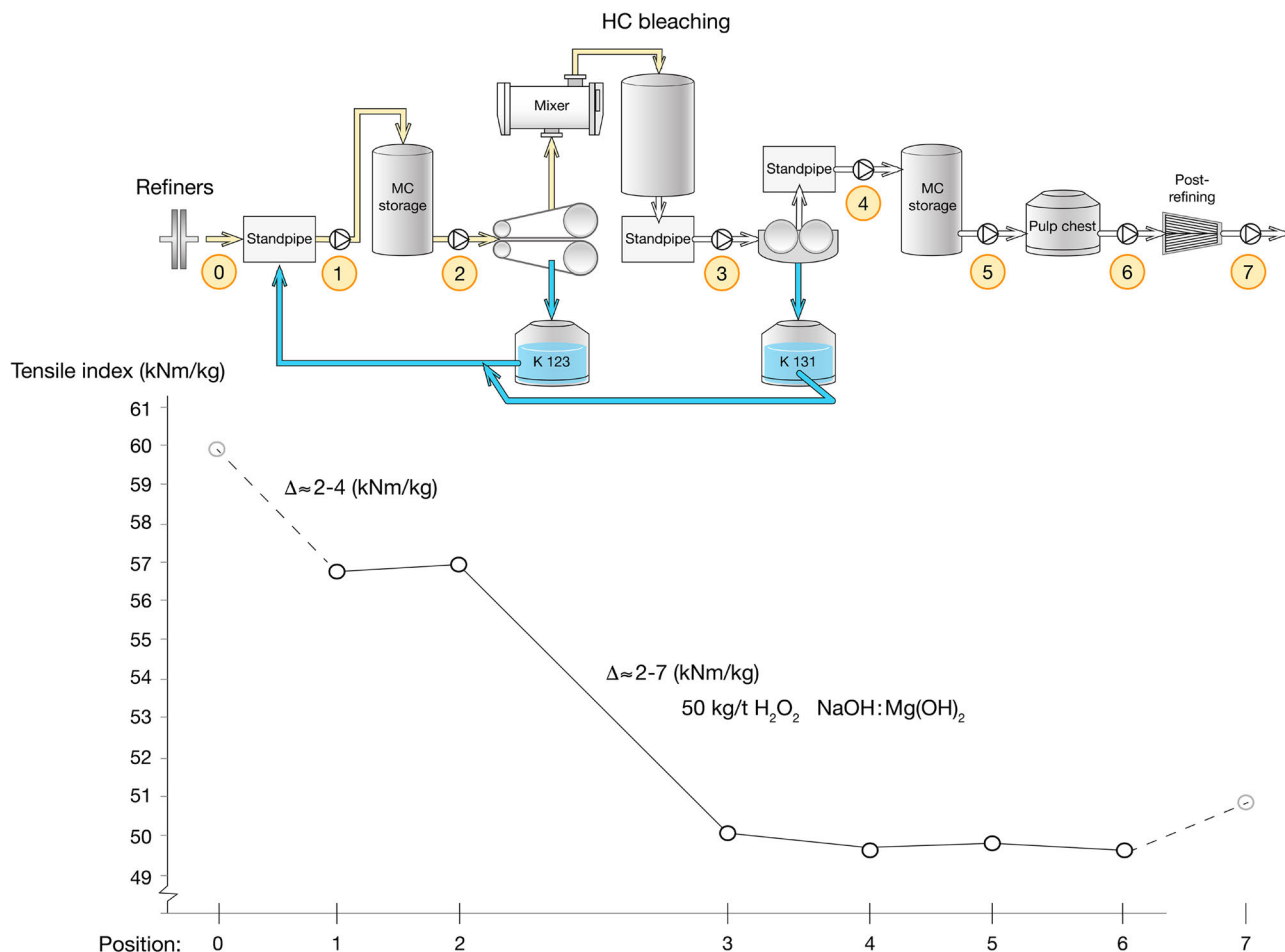 HC bleaching
Mixer
Refiners
Standpipe
MC
storage
Standpipe
Standpipe
MC
storage
Pulp chest
Post-
refining
0
1
2
3
4
5
6
7
K 123
K 131
Tensile index (kNm/kg)
61
60
59
58
57
56
55
54
53
52
51
50
49
Δ≈2-4 (kNm/kg)
Δ≈2-7 (kNm/kg)
50 kg/t H₂O₂ NaOH:Mg(OH)₂
Position: 0 1 2 3 4 5 6 7